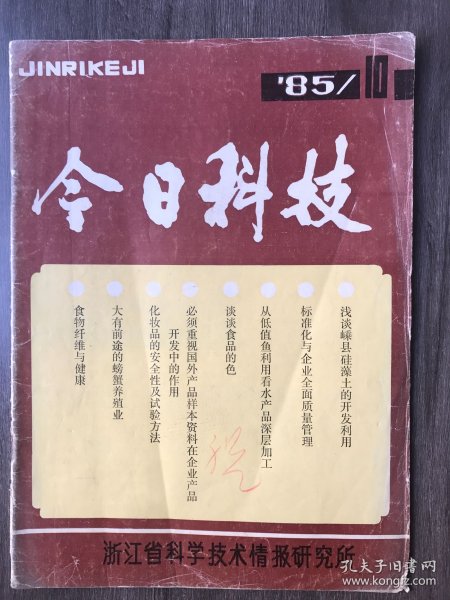 JINRIKEJI
'85/10
今日科技
浅谈嵊县硅藻土的开发利用
标准化与企业全面质量管理
从低值鱼利用看水产品深层加工
谈谈食品的色
必须重视国外产品样本资料在企业产品
开发中的作用
化妆品的安全性及试验方法
大有前途的螃蟹养殖业
食物纤维与健康
浙江省科学技术情报研究所
孔夫子旧书网
www.kongfz.com